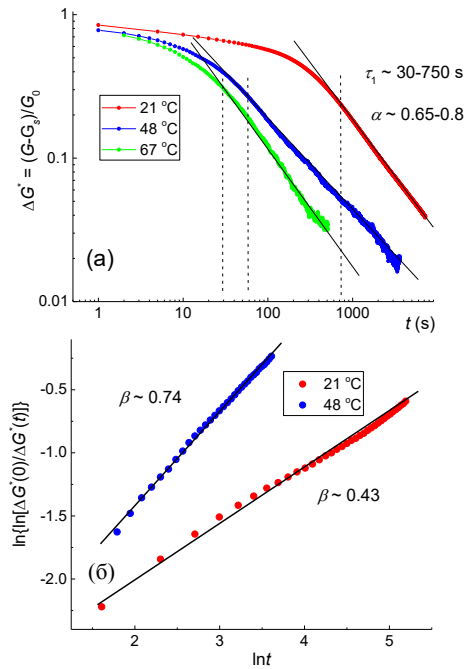 1
0.1
0.01
ΔG* = (G-Gs)/G0
τ1 ~ 30-750 s
α ~ 0.65-0.8
21 °C
48 °C
67 °C
(a)
1 10 100 1000
t (s)
-0.5
-1.0
-1.5
-2.0
ln{ln[ΔG*(0)/ΔG*(t)]}
21 °C
48 °C
β ~ 0.74
β ~ 0.43
(б)
2 3 4 5
lnt